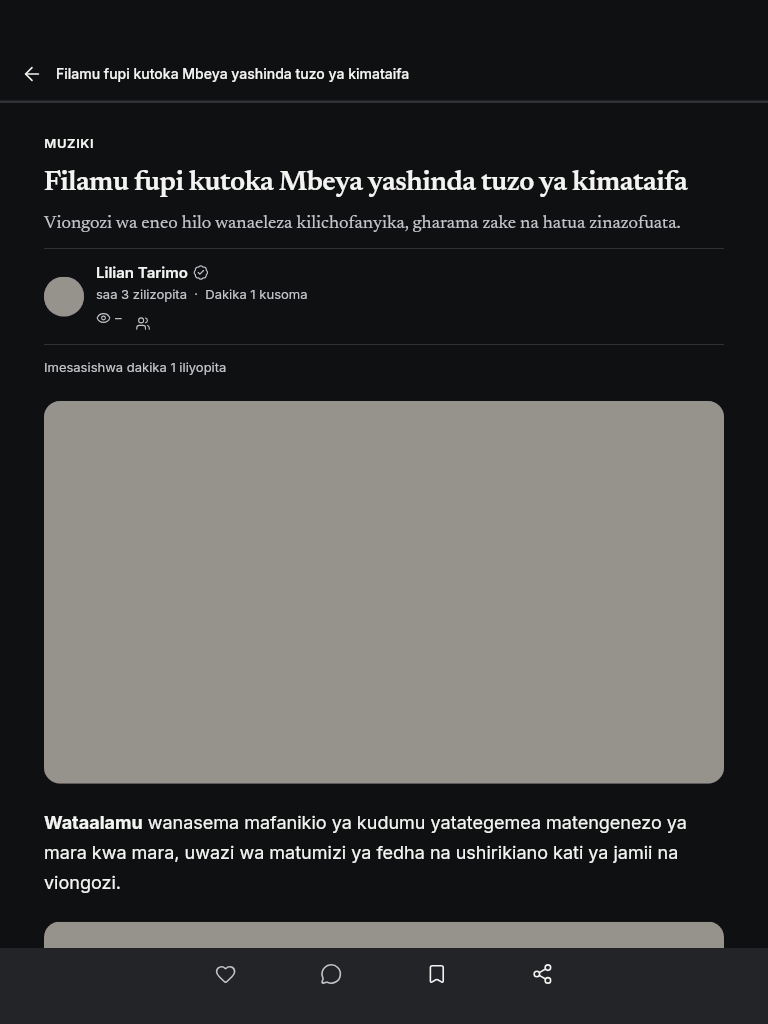 Filamu fupi kutoka Mbeya yashinda tuzo ya kimataifa
MUZIKI
Filamu fupi kutoka Mbeya yashinda tuzo ya kimataifa
Viongozi wa eneo hilo wanaeleza kilichofanyika, gharama zake na hatua zinazofuata.
Lilian Tarimo
saa 3 zilizopita · Dakika 1 kusoma
–
Imesasishwa dakika 1 iliyopita
Wataalamu wanasema mafanikio ya kudumu yatategemea matengenezo ya
mara kwa mara, uwazi wa matumizi ya fedha na ushirikiano kati ya jamii na
viongozi.